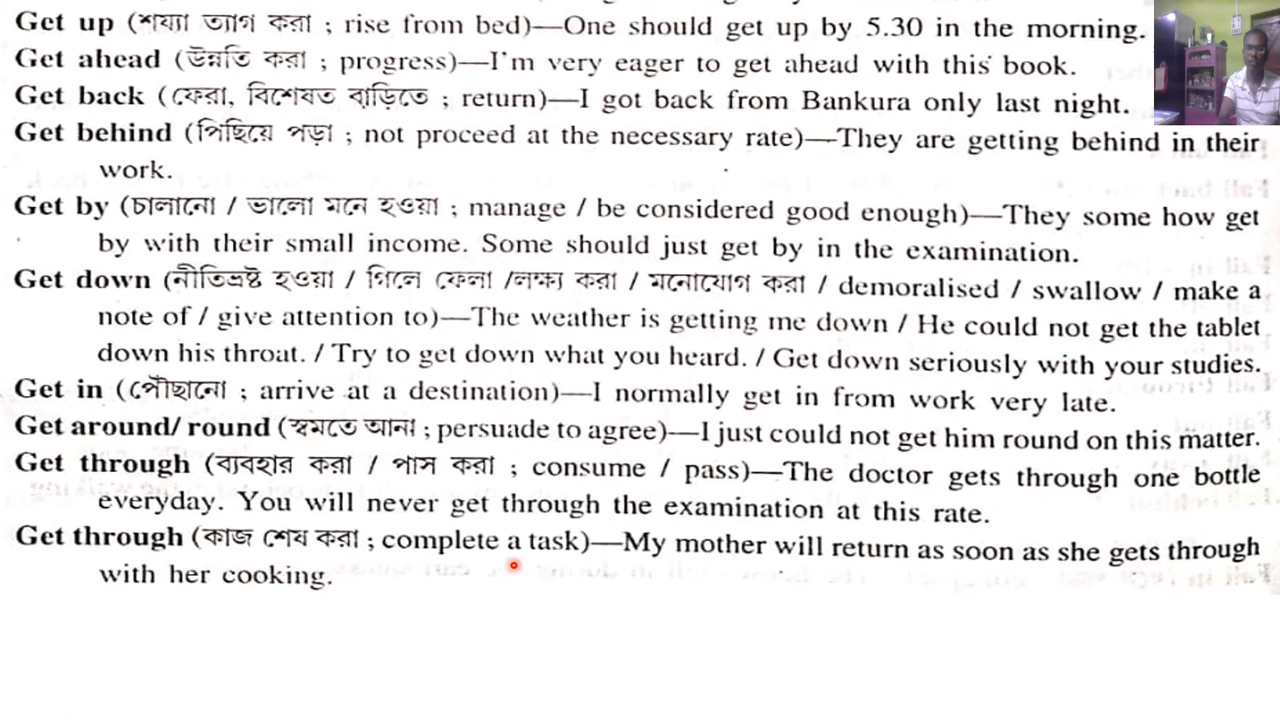 Get up (শয্যা ত্যাগ করা ; rise from bed)—One should get up by 5.30 in the morning.
Get ahead (উন্নতি করা ; progress)—I'm very eager to get ahead with this book.
Get back (ফেরা, বিশেষত বাড়িতে ; return)—I got back from Bankura only last night.
Get behind (পিছিয়ে পড়া ; not proceed at the necessary rate)—They are getting behind in their
work.
Get by (চালানো / ভালো মনে হওয়া ; manage / be considered good enough)—They some how get
by with their small income. Some should just get by in the examination.
Get down (নীতিভ্রষ্ট হওয়া / গিলে ফেলা /লক্ষ্য করা / মনোযোগ করা / demoralised / swallow / make a
note of / give attention to)—The weather is getting me down / He could not get the tablet
down his throat. / Try to get down what you heard. / Get down seriously with your studies.
Get in (পৌঁছানো ; arrive at a destination)—I normally get in from work very late.
Get around/ round (স্বমতে আনা ; persuade to agree)—I just could not get him round on this matter.
Get through (ব্যবহার করা / পাস করা ; consume / pass)—The doctor gets through one bottle
everyday. You will never get through the examination at this rate.
Get through (কাজ শেষ করা ; complete a task)—My mother will return as soon as she gets through
with her cooking.